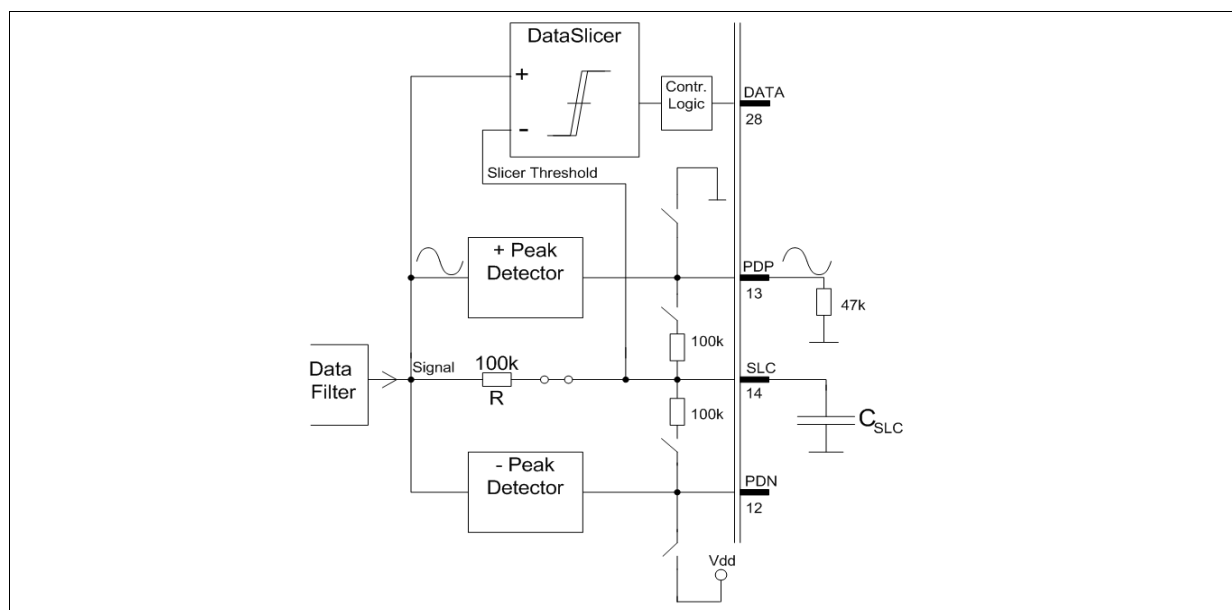 DataSlicer
+
-
Contr.
Logic
DATA
28
Slicer Threshold
+ Peak
Detector
PDP
13
47k
100k
Data
Filter
Signal
100k
R
SLC
14
100k
CSLC
- Peak
Detector
PDN
12
Vdd